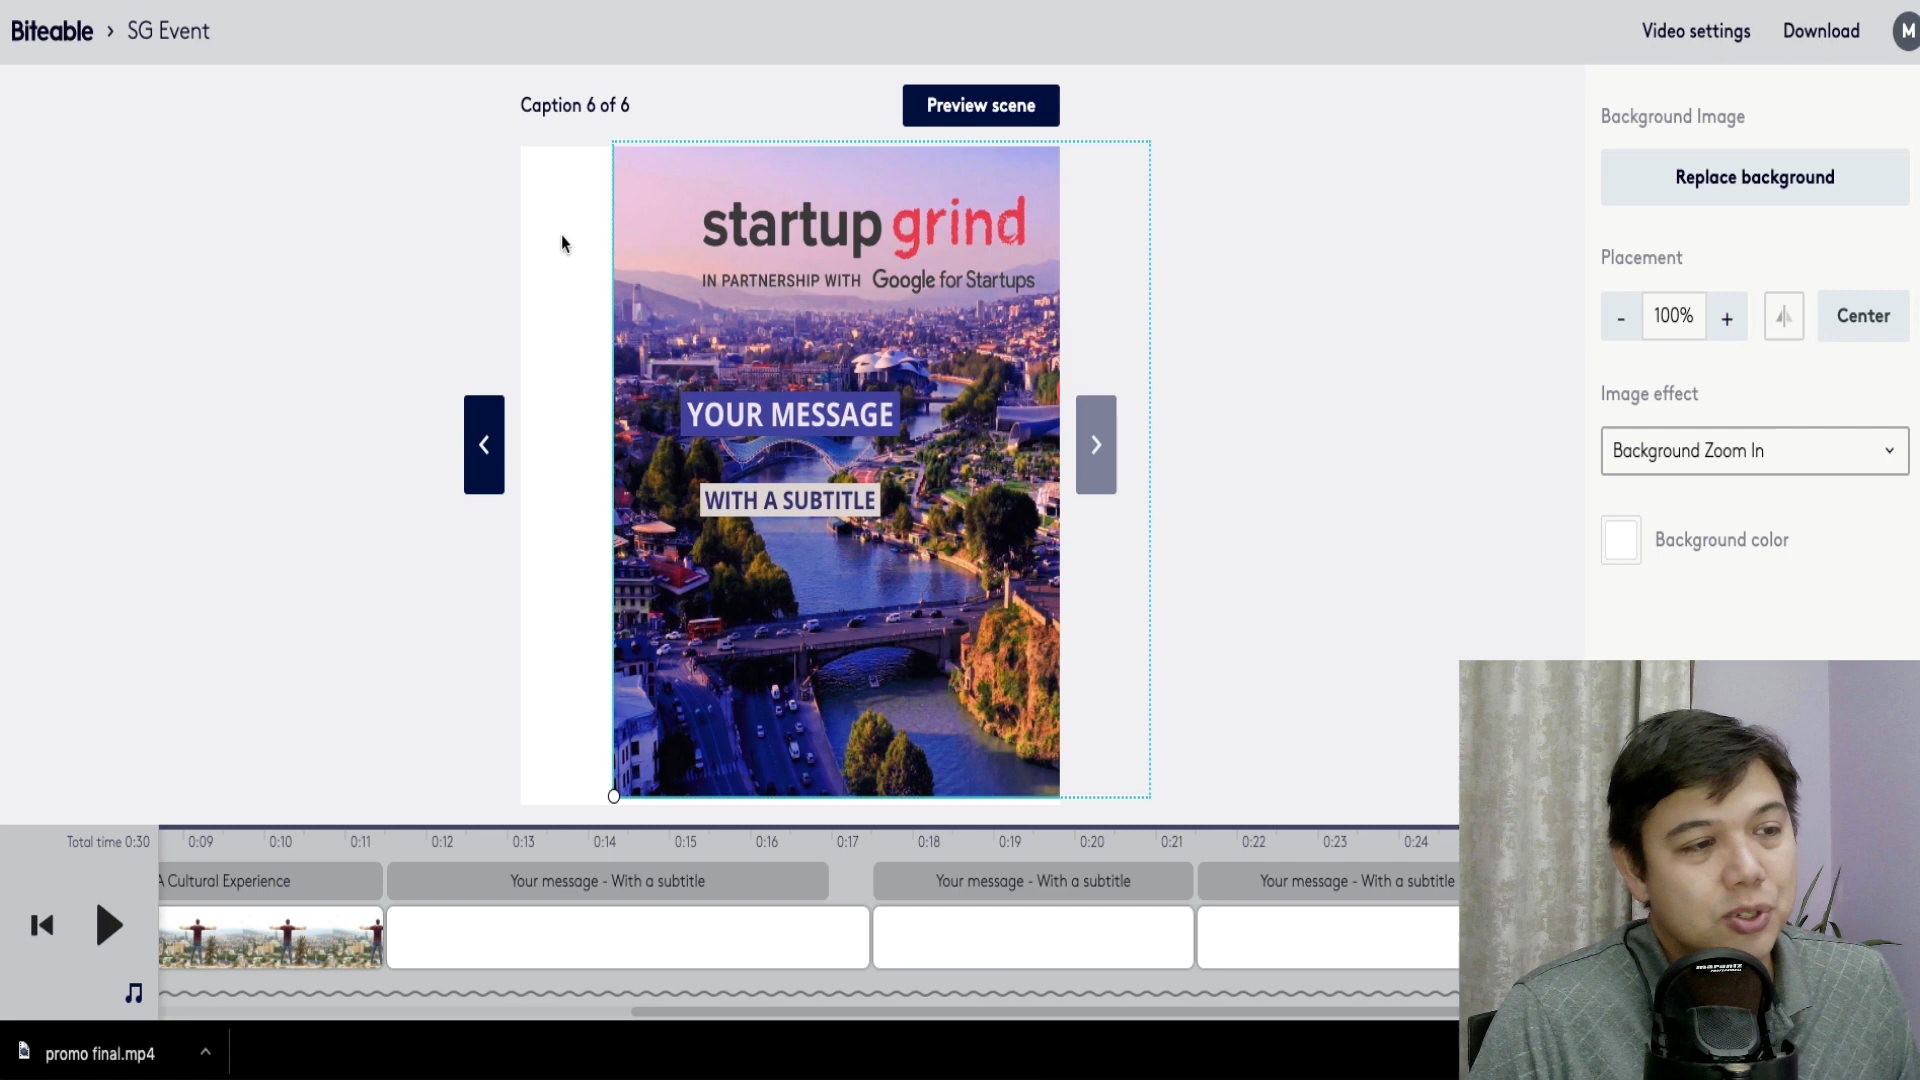 Biteable › SG Event
Video settings
Download
M
Caption 6 of 6
Preview scene
Background Image
Replace background
startup grind
IN PARTNERSHIP WITH Google for Startups
Placement
- 100% +
Center
Image effect
YOUR MESSAGE
Background Zoom In
WITH A SUBTITLE
Background color
Total time 0:30
0:09 0:10 0:11 0:12 0:13 0:14 0:15 0:16 0:17 0:18 0:19 0:20 0:21 0:22 0:23 0:24
A Cultural Experience
Your message - With a subtitle
Your message - With a subtitle
Your message - With a subtitle
marantz
promo final.mp4